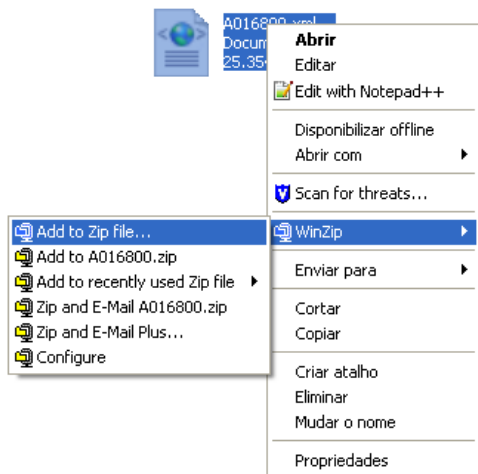 A016800.xml
Docum
25.354
Abrir
Editar
Edit with Notepad++
Disponibilizar offline
Abrir com
Scan for threats...
WinZip
Add to Zip file...
Add to A016800.zip
Add to recently used Zip file
Zip and E-Mail A016800.zip
Zip and E-Mail Plus...
Configure
Enviar para
Cortar
Copiar
Criar atalho
Eliminar
Mudar o nome
Propriedades